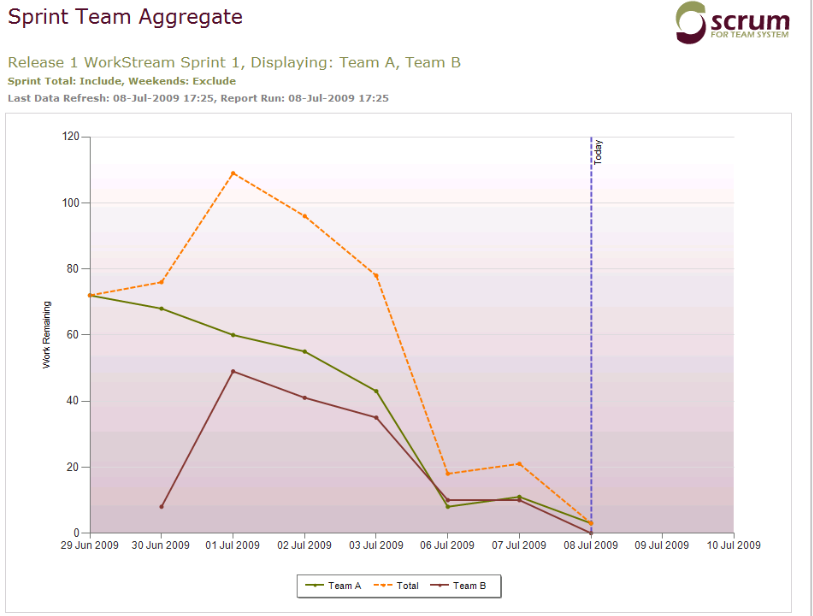 Sprint Team Aggregate
scrum
FOR TEAM SYSTEM
Release 1 WorkStream Sprint 1, Displaying: Team A, Team B
Sprint Total: Include, Weekends: Exclude
Last Data Refresh: 08-Jul-2009 17:25, Report Run: 08-Jul-2009 17:25
120
100
80
60
40
20
0
Work Remaining
Today
29 Jun 2009 30 Jun 2009 01 Jul 2009 02 Jul 2009 03 Jul 2009 06 Jul 2009 07 Jul 2009 08 Jul 2009 09 Jul 2009 10 Jul 2009
Team A Total Team B